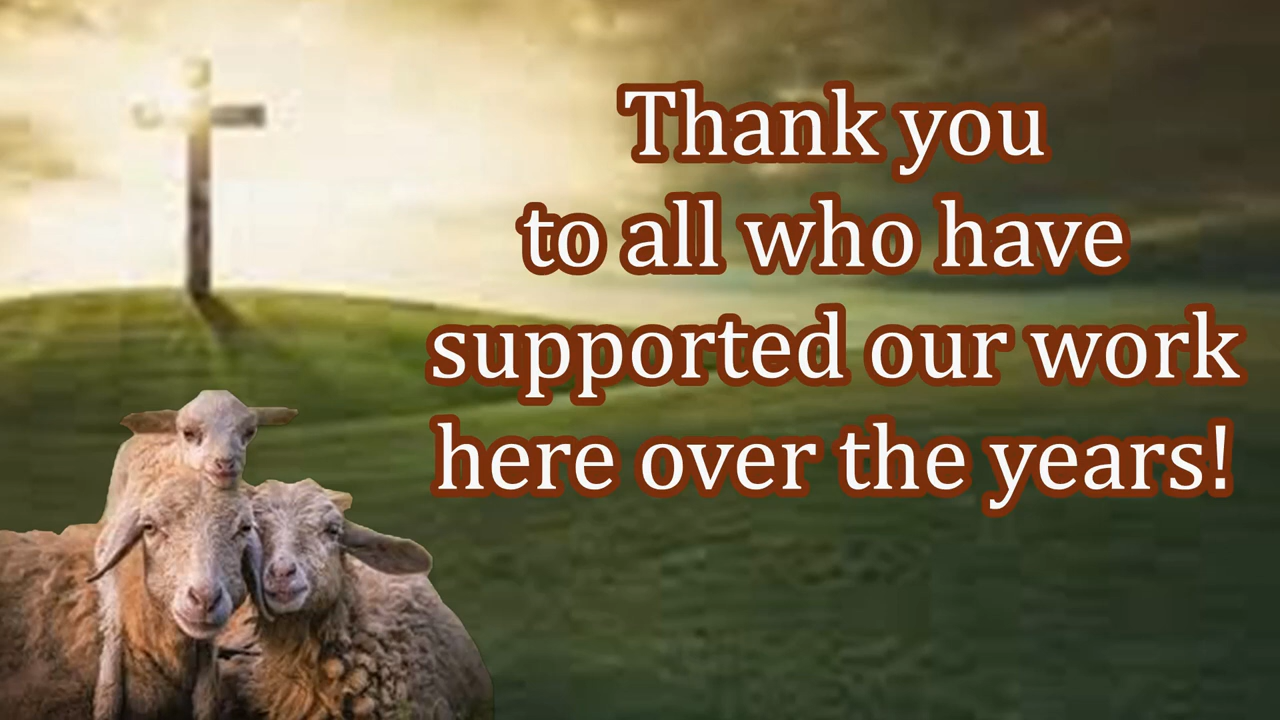 Thank you
to all who have
supported our work
here over the years!